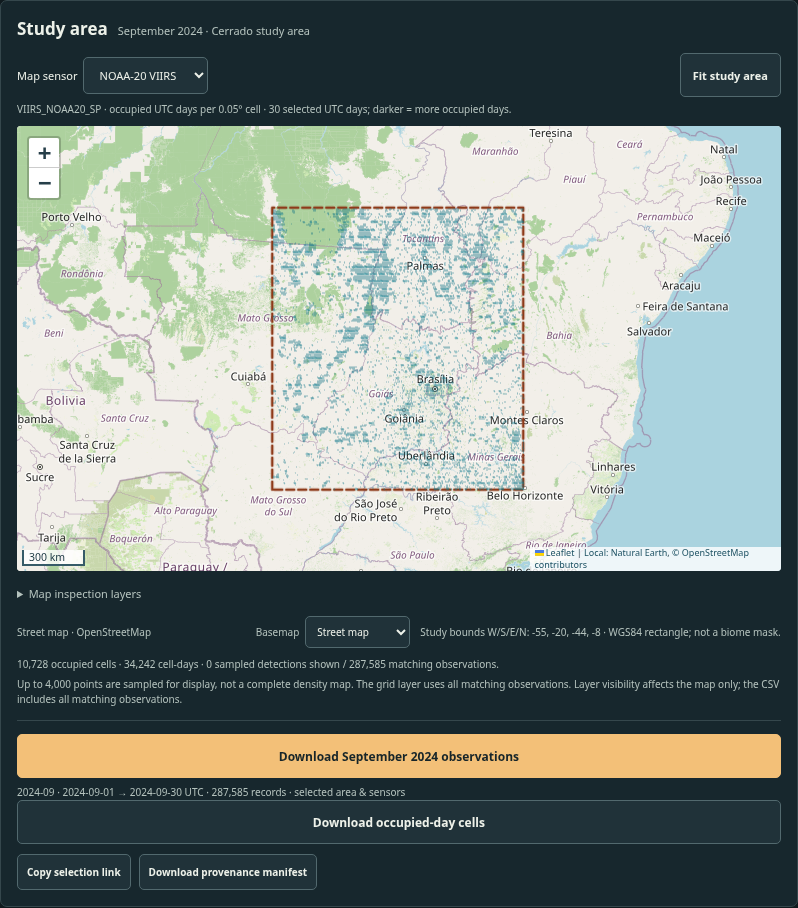 Study area September 2024 · Cerrado study area
Map sensor NOAA-20 VIIRS Fit study area
VIIRS_NOAA20_SP · occupied UTC days per 0.05° cell · 30 selected UTC days; darker = more occupied days.
Teresina
Ceará
Maranhão
Natal
+
−
Piauí
João Pessoa
Recife
Porto Velho
Pernambuco
Tocantins
Maceió
Palmas
Rondônia
Aracaju
Feira de Santana
Mato Grosso
Salvador
Beni
Bahia
Cuiabá
Brasília
Goiás
Bolivia
Santa Cruz
bamba
Goiânia
Montes Claros
Santa Cruz
de la Sierra
Uberlândia
Minas Gerais
Linhares
Sucre
Vitória
Mato Grosso
do Sul
São José
do Rio Preto
Ribeirão
Preto
Belo Horizonte
Alto Paraguay
Tarija
Boquerón
Rio de Janeiro
300 km
São Paulo
Paraguay /
Leaflet | Local: Natural Earth, © OpenStreetMap
contributors
▶ Map inspection layers
Street map · OpenStreetMap Basemap Street map Study bounds W/S/E/N: -55, -20, -44, -8 · WGS84 rectangle; not a biome mask.
10,728 occupied cells · 34,242 cell-days · 0 sampled detections shown / 287,585 matching observations.
Up to 4,000 points are sampled for display, not a complete density map. The grid layer uses all matching observations. Layer visibility affects the map only; the CSV
includes all matching observations.
Download September 2024 observations
2024-09 · 2024-09-01 → 2024-09-30 UTC · 287,585 records · selected area & sensors
Download occupied-day cells
Copy selection link Download provenance manifest